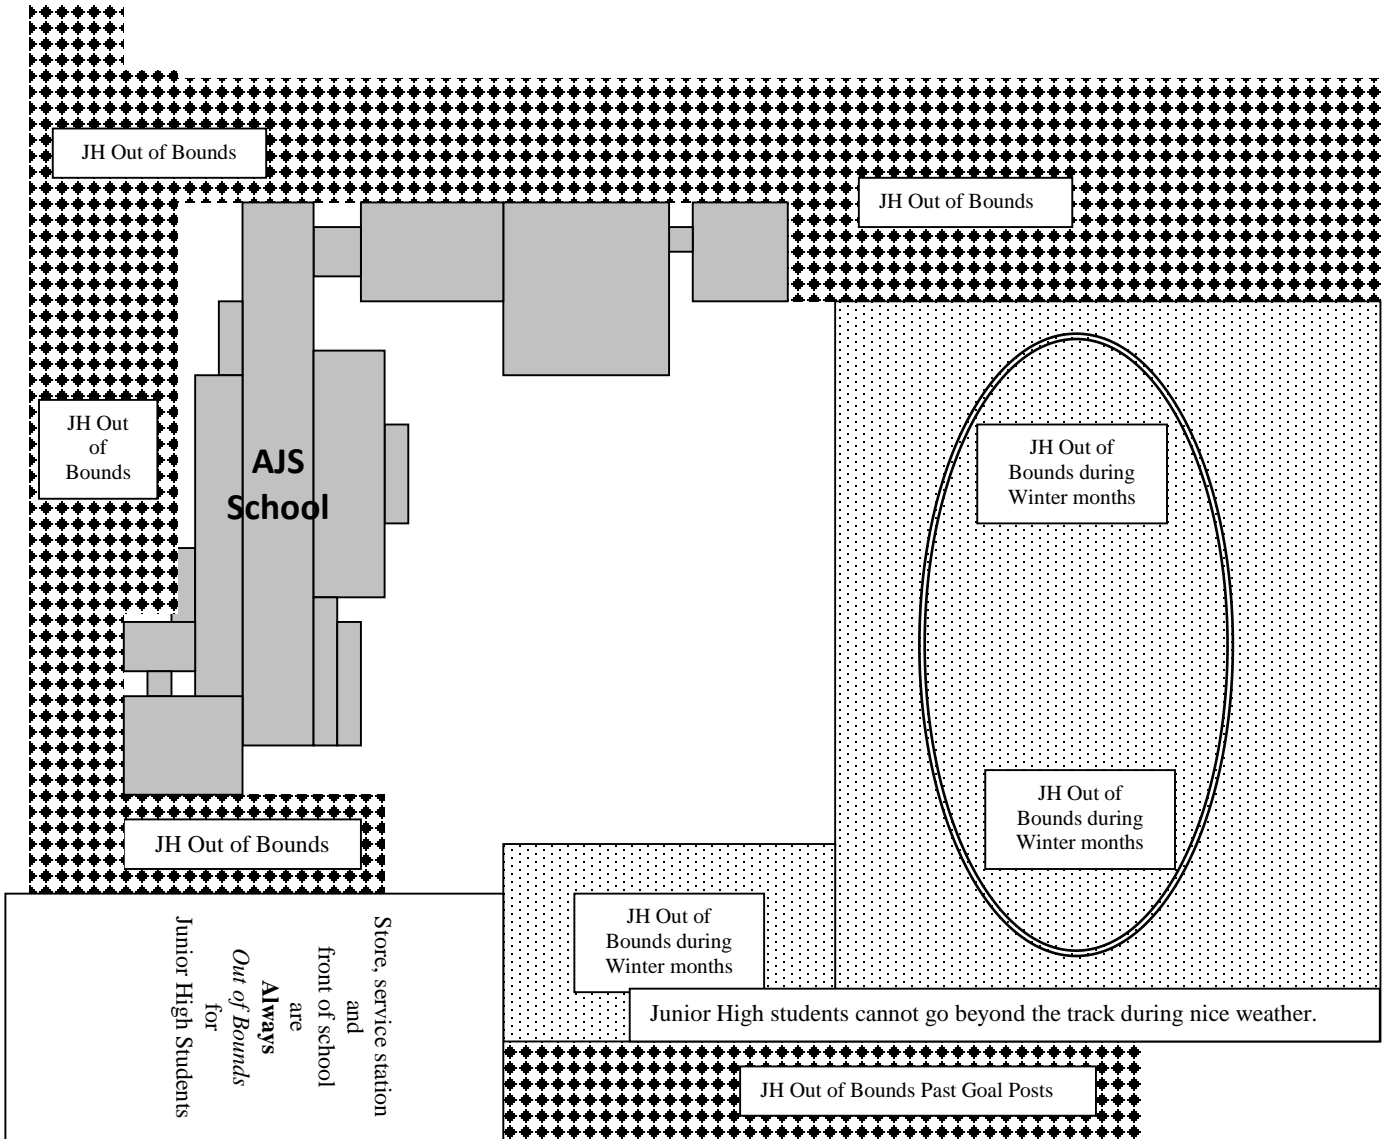 JH Out of Bounds
JH Out of Bounds
JH Out
of
Bounds
AJS
School
JH Out of
Bounds during
Winter months
JH Out of
Bounds during
Winter months
JH Out of Bounds
JH Out of
Bounds during
Winter months
Store, service station
and
front of school
are
Always
Out of Bounds
for
Junior High Students
Junior High students cannot go beyond the track during nice weather.
JH Out of Bounds Past Goal Posts